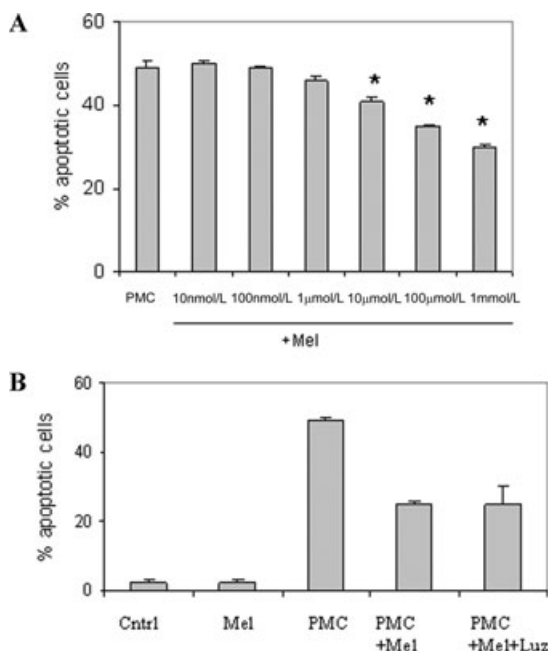 A
60
40
20
0
% apoptotic cells
* * *
PMC 10nmol/L 100nmol/L 1µmol/L 10µmol/L 100µmol/L 1mmol/L
+Mel
B
60
40
20
0
% apoptotic cells
Cntrl Mel PMC PMC +Mel PMC +Mel+Luz